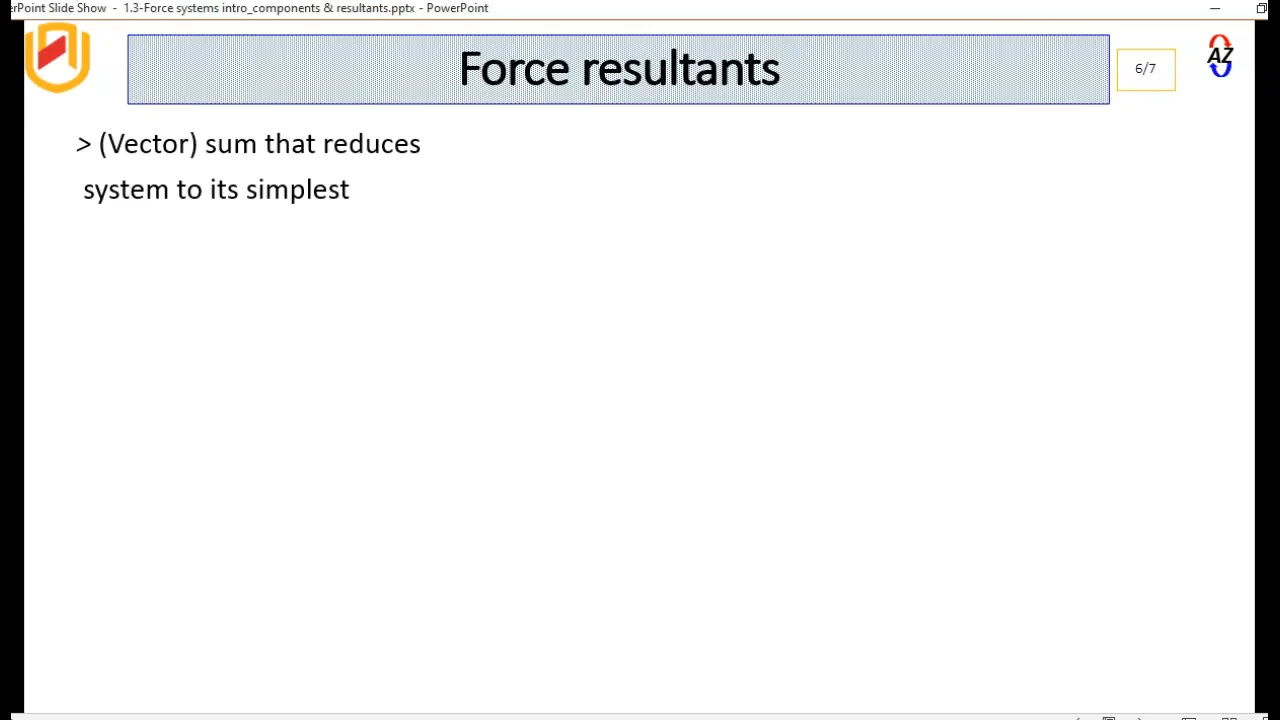 erPoint Slide Show - 1.3-Force systems intro_components & resultants.pptx - PowerPoint
Force resultants
6/7
AZ
> (Vector) sum that reduces
system to its simplest